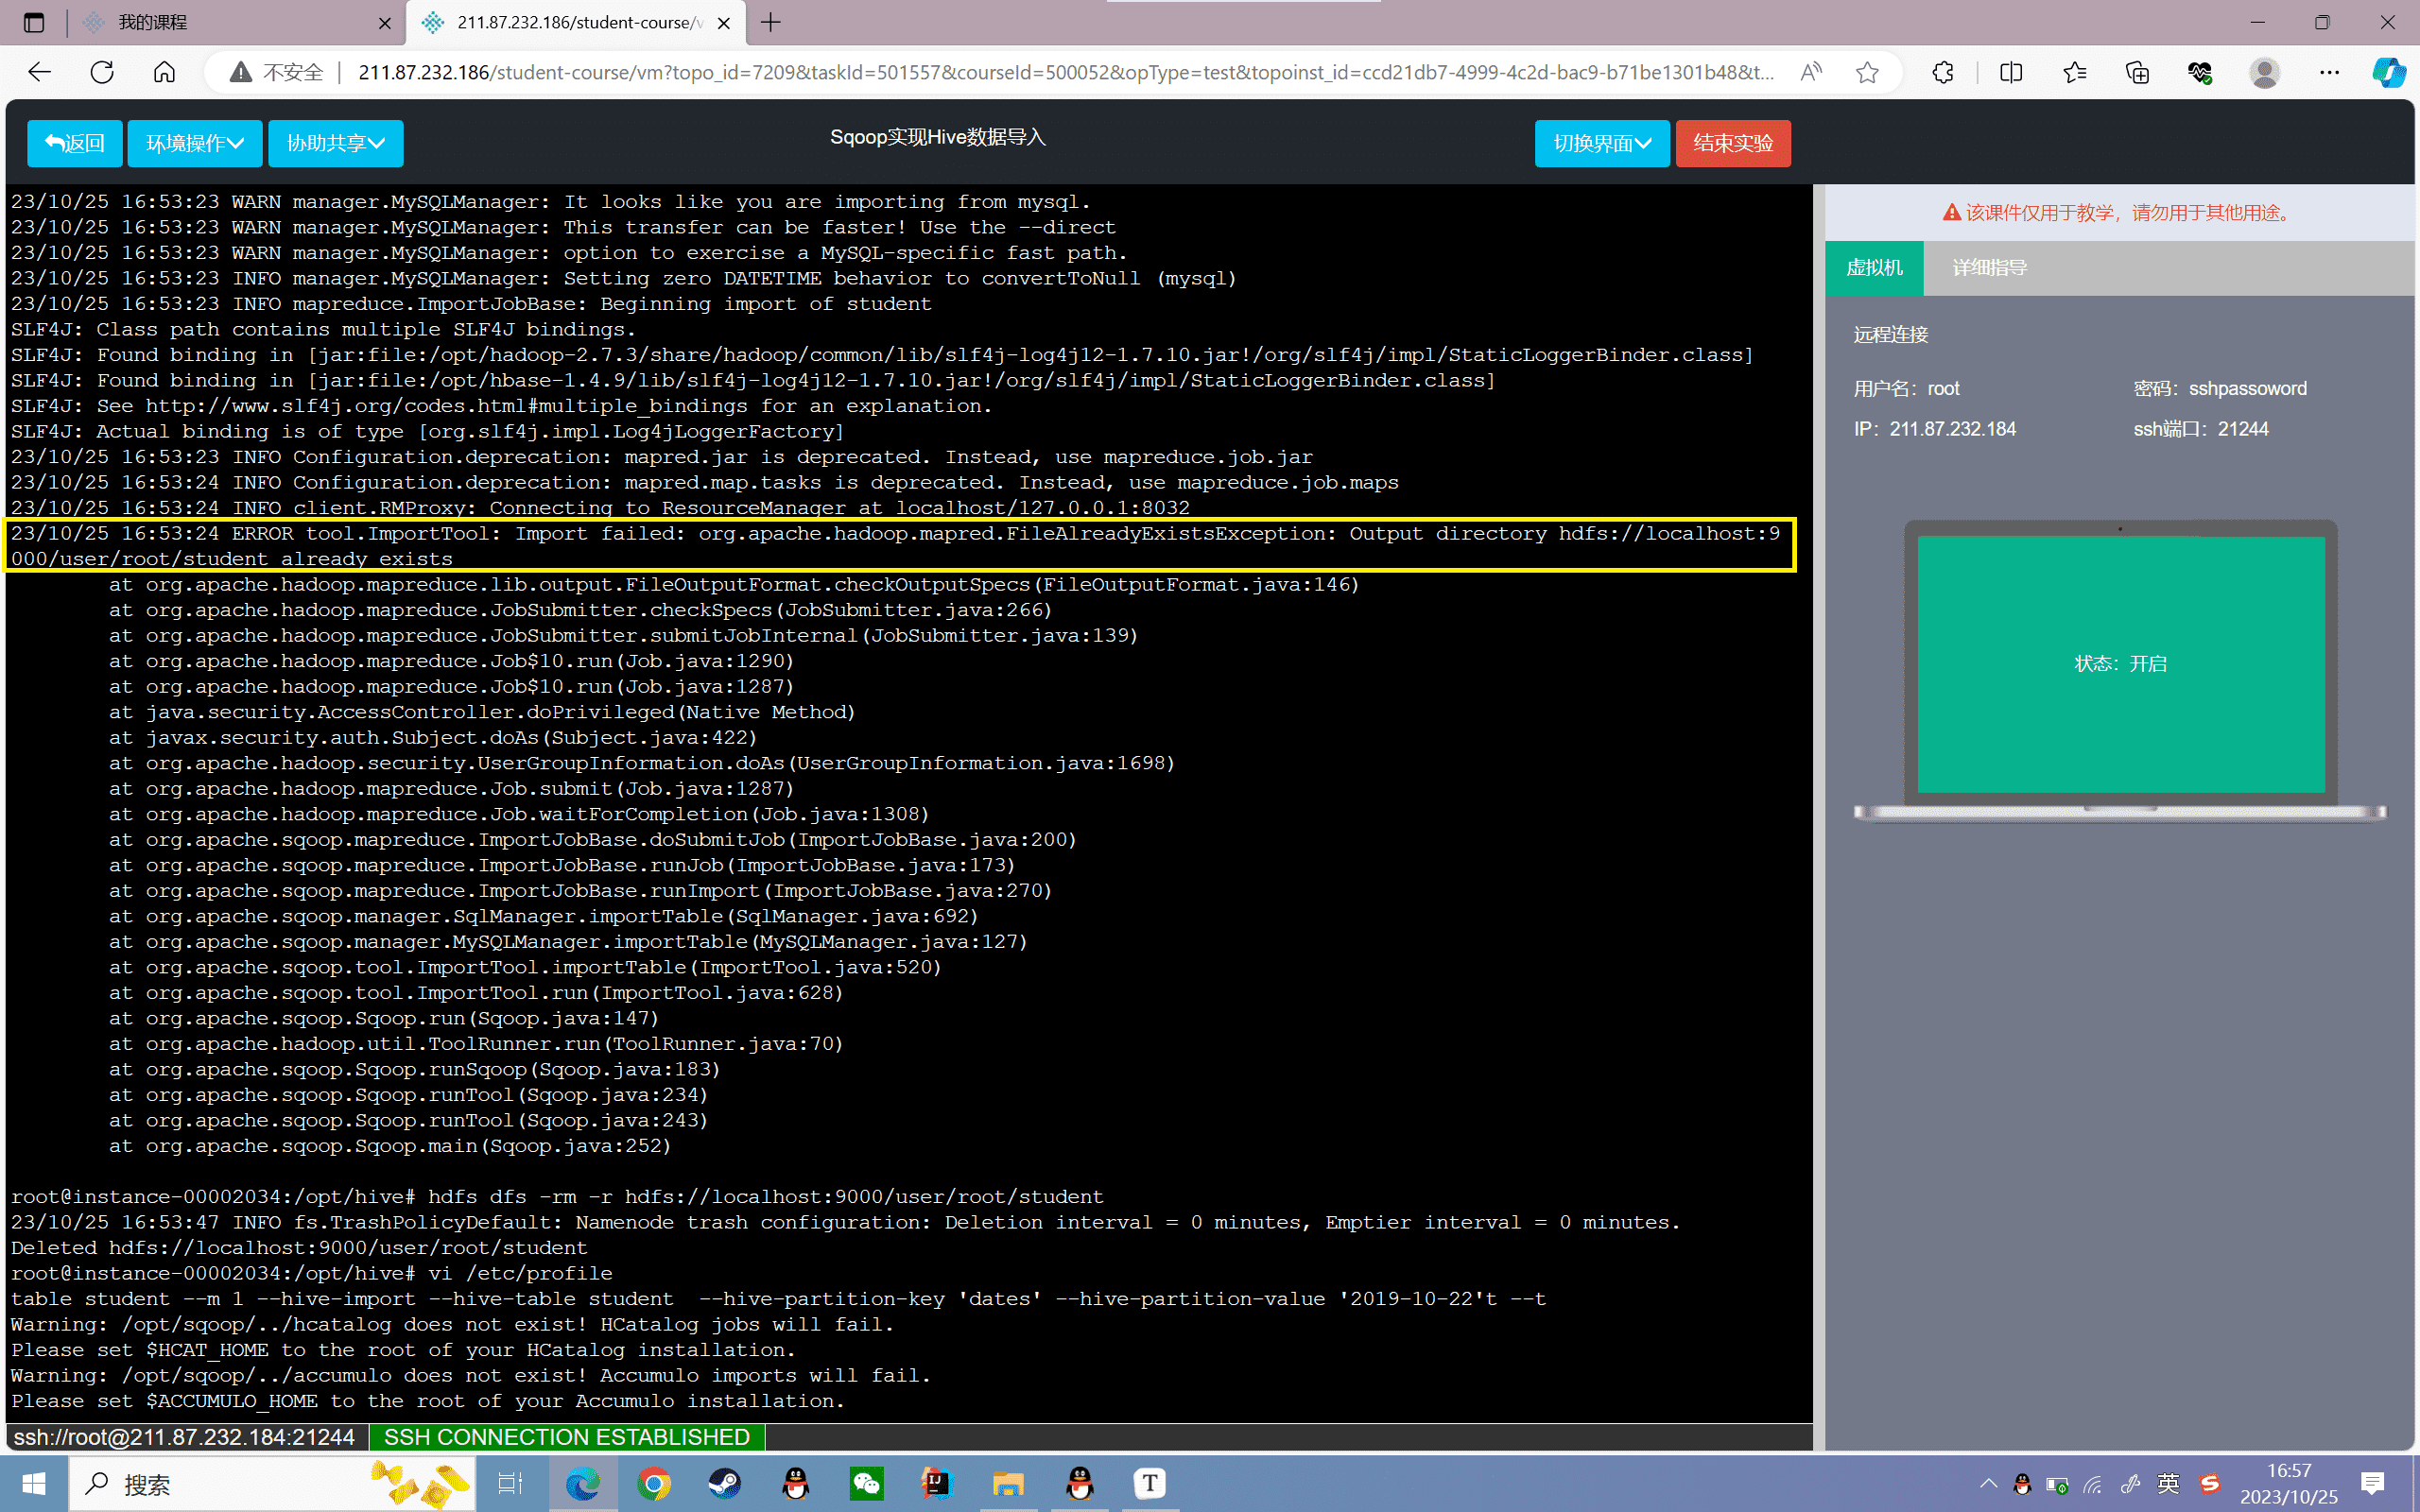 我的课程
211.87.232.186/student-course/v
不安全
211.87.232.186/student-course/vm?topo_id=7209&taskId=501557&courseId=500052&opType=test&topoinst_id=ccd21db7-4999-4c2d-bac9-b71be1301b48&t...
返回
环境操作
协助共享
Sqoop实现Hive数据导入
切换界面
结束实验
23/10/25 16:53:23 WARN manager.MySQLManager: It looks like you are importing from mysql.
23/10/25 16:53:23 WARN manager.MySQLManager: This transfer can be faster! Use the --direct
23/10/25 16:53:23 WARN manager.MySQLManager: option to exercise a MySQL-specific fast path.
23/10/25 16:53:23 INFO manager.MySQLManager: Setting zero DATETIME behavior to convertToNull (mysql)
23/10/25 16:53:23 INFO mapreduce.ImportJobBase: Beginning import of student
SLF4J: Class path contains multiple SLF4J bindings.
SLF4J: Found binding in [jar:file:/opt/hadoop-2.7.3/share/hadoop/common/lib/slf4j-log4j12-1.7.10.jar!/org/slf4j/impl/StaticLoggerBinder.class]
SLF4J: Found binding in [jar:file:/opt/hbase-1.4.9/lib/slf4j-log4j12-1.7.10.jar!/org/slf4j/impl/StaticLoggerBinder.class]
SLF4J: See http://www.slf4j.org/codes.html#multiple_bindings for an explanation.
SLF4J: Actual binding is of type [org.slf4j.impl.Log4jLoggerFactory]
23/10/25 16:53:23 INFO Configuration.deprecation: mapred.jar is deprecated. Instead, use mapreduce.job.jar
23/10/25 16:53:24 INFO Configuration.deprecation: mapred.map.tasks is deprecated. Instead, use mapreduce.job.maps
23/10/25 16:53:24 INFO client.RMProxy: Connecting to ResourceManager at localhost/127.0.0.1:8032
23/10/25 16:53:24 ERROR tool.ImportTool: Import failed: org.apache.hadoop.mapred.FileAlreadyExistsException: Output directory hdfs://localhost:9
000/user/root/student already exists
at org.apache.hadoop.mapreduce.lib.output.FileOutputFormat.checkOutputSpecs(FileOutputFormat.java:146)
at org.apache.hadoop.mapreduce.JobSubmitter.checkSpecs(JobSubmitter.java:266)
at org.apache.hadoop.mapreduce.JobSubmitter.submitJobInternal(JobSubmitter.java:139)
at org.apache.hadoop.mapreduce.Job$10.run(Job.java:1290)
at org.apache.hadoop.mapreduce.Job$10.run(Job.java:1287)
at java.security.AccessController.doPrivileged(Native Method)
at javax.security.auth.Subject.doAs(Subject.java:422)
at org.apache.hadoop.security.UserGroupInformation.doAs(UserGroupInformation.java:1698)
at org.apache.hadoop.mapreduce.Job.submit(Job.java:1287)
at org.apache.hadoop.mapreduce.Job.waitForCompletion(Job.java:1308)
at org.apache.sqoop.mapreduce.ImportJobBase.doSubmitJob(ImportJobBase.java:200)
at org.apache.sqoop.mapreduce.ImportJobBase.runJob(ImportJobBase.java:173)
at org.apache.sqoop.mapreduce.ImportJobBase.runImport(ImportJobBase.java:270)
at org.apache.sqoop.manager.SqlManager.importTable(SqlManager.java:692)
at org.apache.sqoop.manager.MySQLManager.importTable(MySQLManager.java:127)
at org.apache.sqoop.tool.ImportTool.importTable(ImportTool.java:520)
at org.apache.sqoop.tool.ImportTool.run(ImportTool.java:628)
at org.apache.sqoop.Sqoop.run(Sqoop.java:147)
at org.apache.hadoop.util.ToolRunner.run(ToolRunner.java:70)
at org.apache.sqoop.Sqoop.runSqoop(Sqoop.java:183)
at org.apache.sqoop.Sqoop.runTool(Sqoop.java:234)
at org.apache.sqoop.Sqoop.runTool(Sqoop.java:243)
at org.apache.sqoop.Sqoop.main(Sqoop.java:252)
root@instance-00002034:/opt/hive# hdfs dfs -rm -r hdfs://localhost:9000/user/root/student
23/10/25 16:53:47 INFO fs.TrashPolicyDefault: Namenode trash configuration: Deletion interval = 0 minutes, Emptier interval = 0 minutes.
Deleted hdfs://localhost:9000/user/root/student
root@instance-00002034:/opt/hive# vi /etc/profile
table student --m 1 --hive-import --hive-table student  --hive-partition-key 'dates' --hive-partition-value '2019-10-22't --t
Warning: /opt/sqoop/../hcatalog does not exist! HCatalog jobs will fail.
Please set $HCAT_HOME to the root of your HCatalog installation.
Warning: /opt/sqoop/../accumulo does not exist! Accumulo imports will fail.
Please set $ACCUMULO_HOME to the root of your Accumulo installation.
ssh://root@211.87.232.184:21244
SSH CONNECTION ESTABLISHED
该课件仅用于教学，请勿用于其他用途。
虚拟机
详细指导
远程连接
用户名：root
密码：sshpassoword
IP：211.87.232.184
ssh端口：21244
状态：开启
搜索
英
16:57
2023/10/25